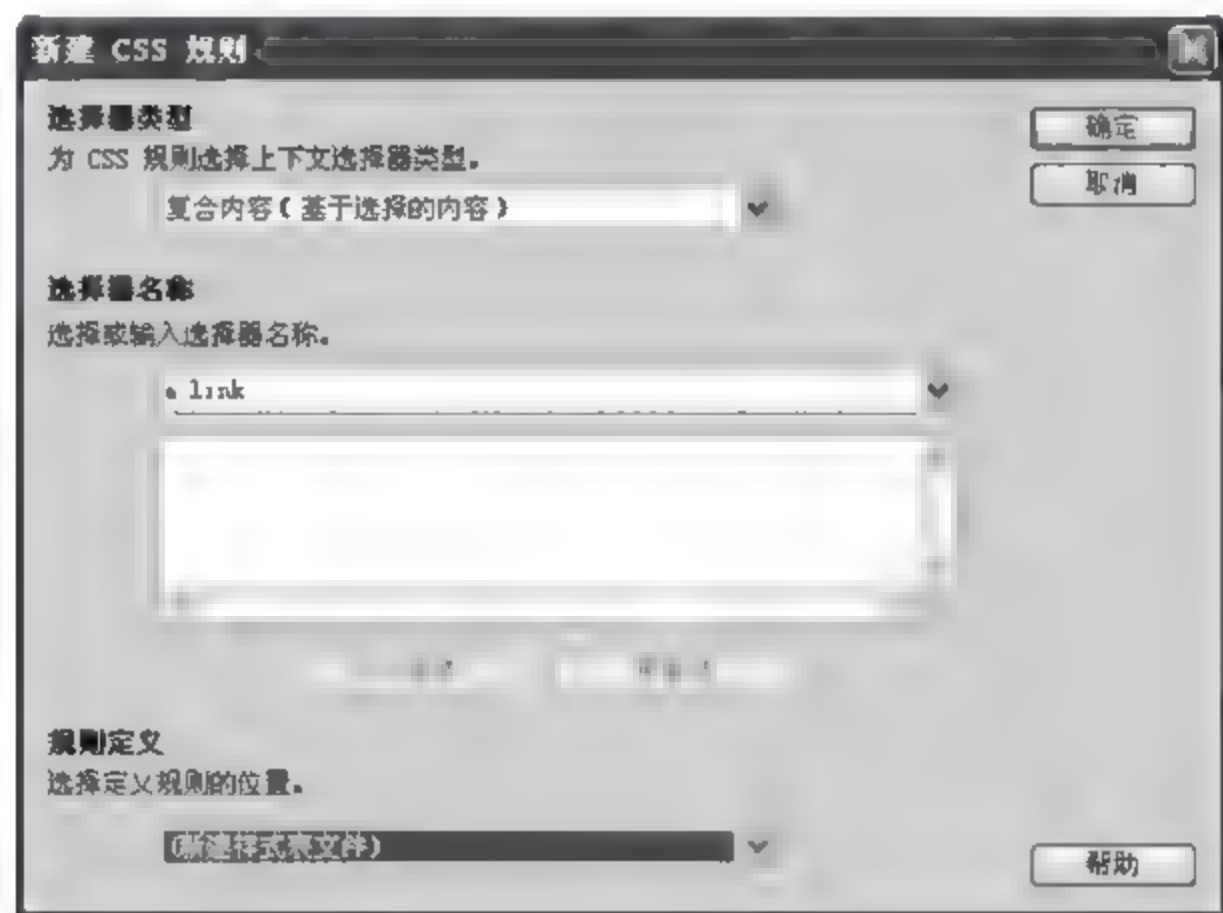 新建 CSS 规则
选择器类型
确定
为 CSS 规则选择上下文选择器类型。
取消
复合内容(基于选择的内容)
选择器名称
选择或输入选择器名称。
a link
规则定义
选择定义规则的位置。
(新建样式表文件)
帮助